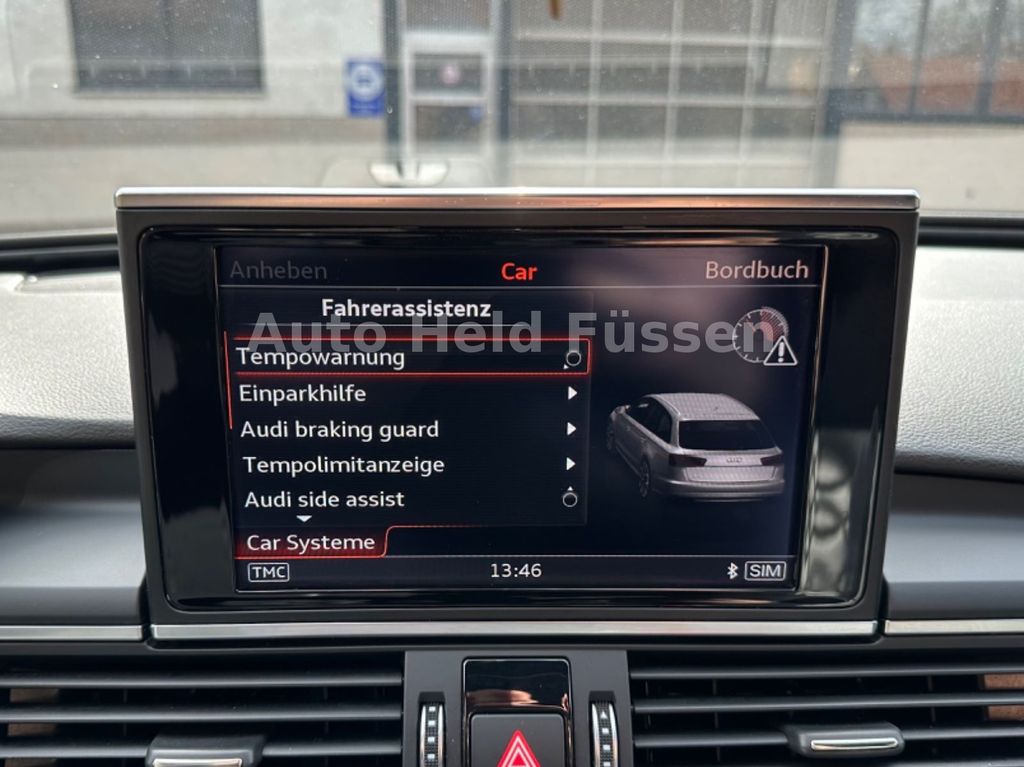 Anheben Car Bordbuch
Fahrerassistenz
Auto Held Füssen
Tempowarnung
Einparkhilfe
Audi braking guard
Tempolimitanzeige
Audi side assist
Car Systeme
TMC 13:46 SIM